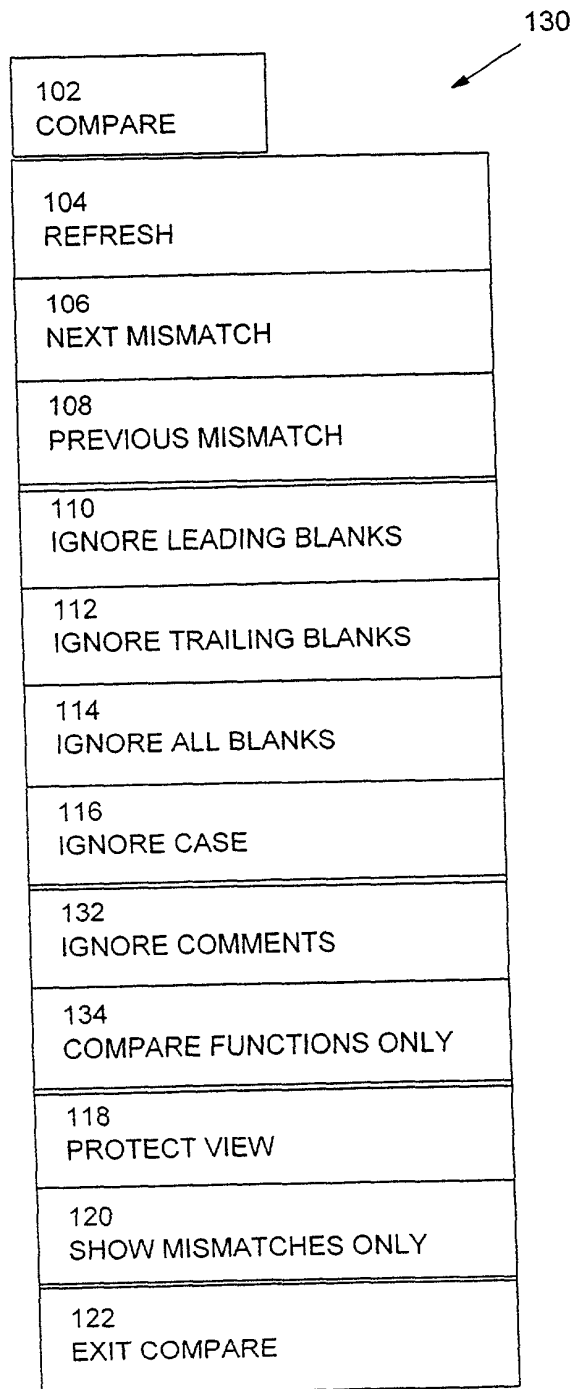 130
102
COMPARE
104
REFRESH
106
NEXT MISMATCH
108
PREVIOUS MISMATCH
110
IGNORE LEADING BLANKS
112
IGNORE TRAILING BLANKS
114
IGNORE ALL BLANKS
116
IGNORE CASE
132
IGNORE COMMENTS
134
COMPARE FUNCTIONS ONLY
118
PROTECT VIEW
120
SHOW MISMATCHES ONLY
122
EXIT COMPARE